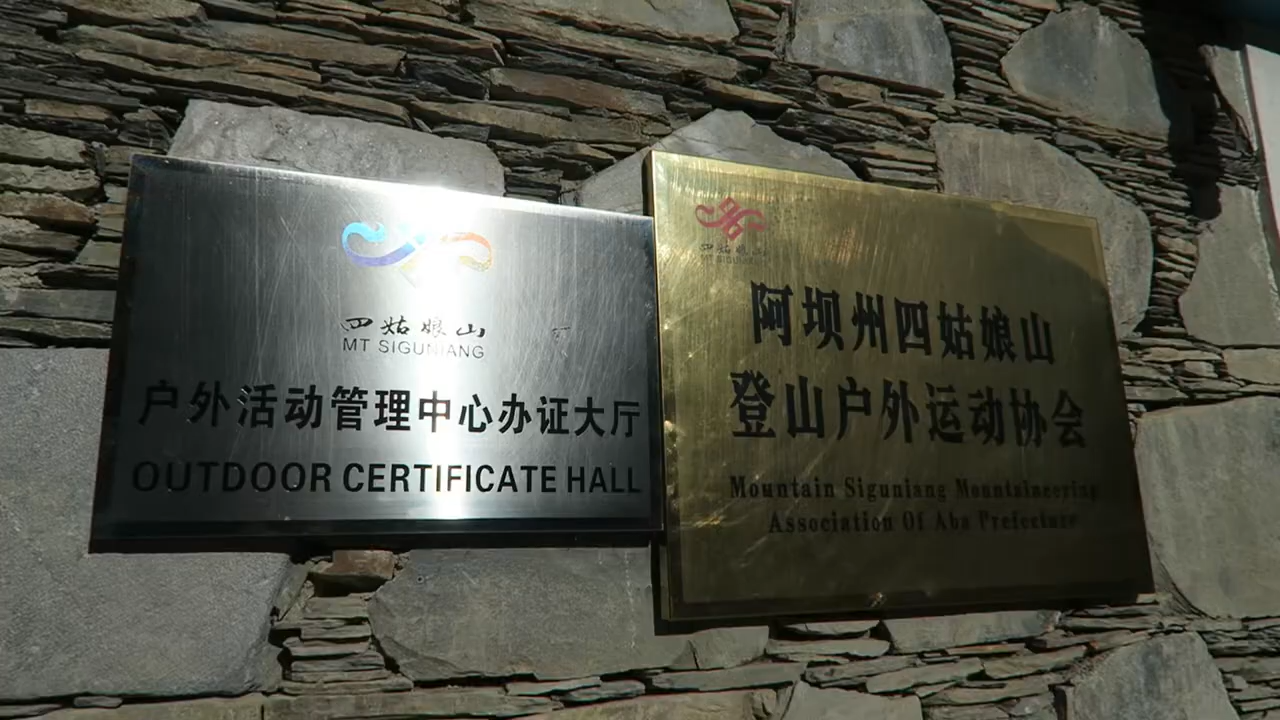 四姑娘山
MT SIGUNIANG
户外活动管理中心办证大厅
OUTDOOR CERTIFICATE HALL
四姑娘山
MT SIGUNIANG
阿坝州四姑娘山
登山户外运动协会
Mountain Siguniang Mountaineering
Association Of Aba Prefecture